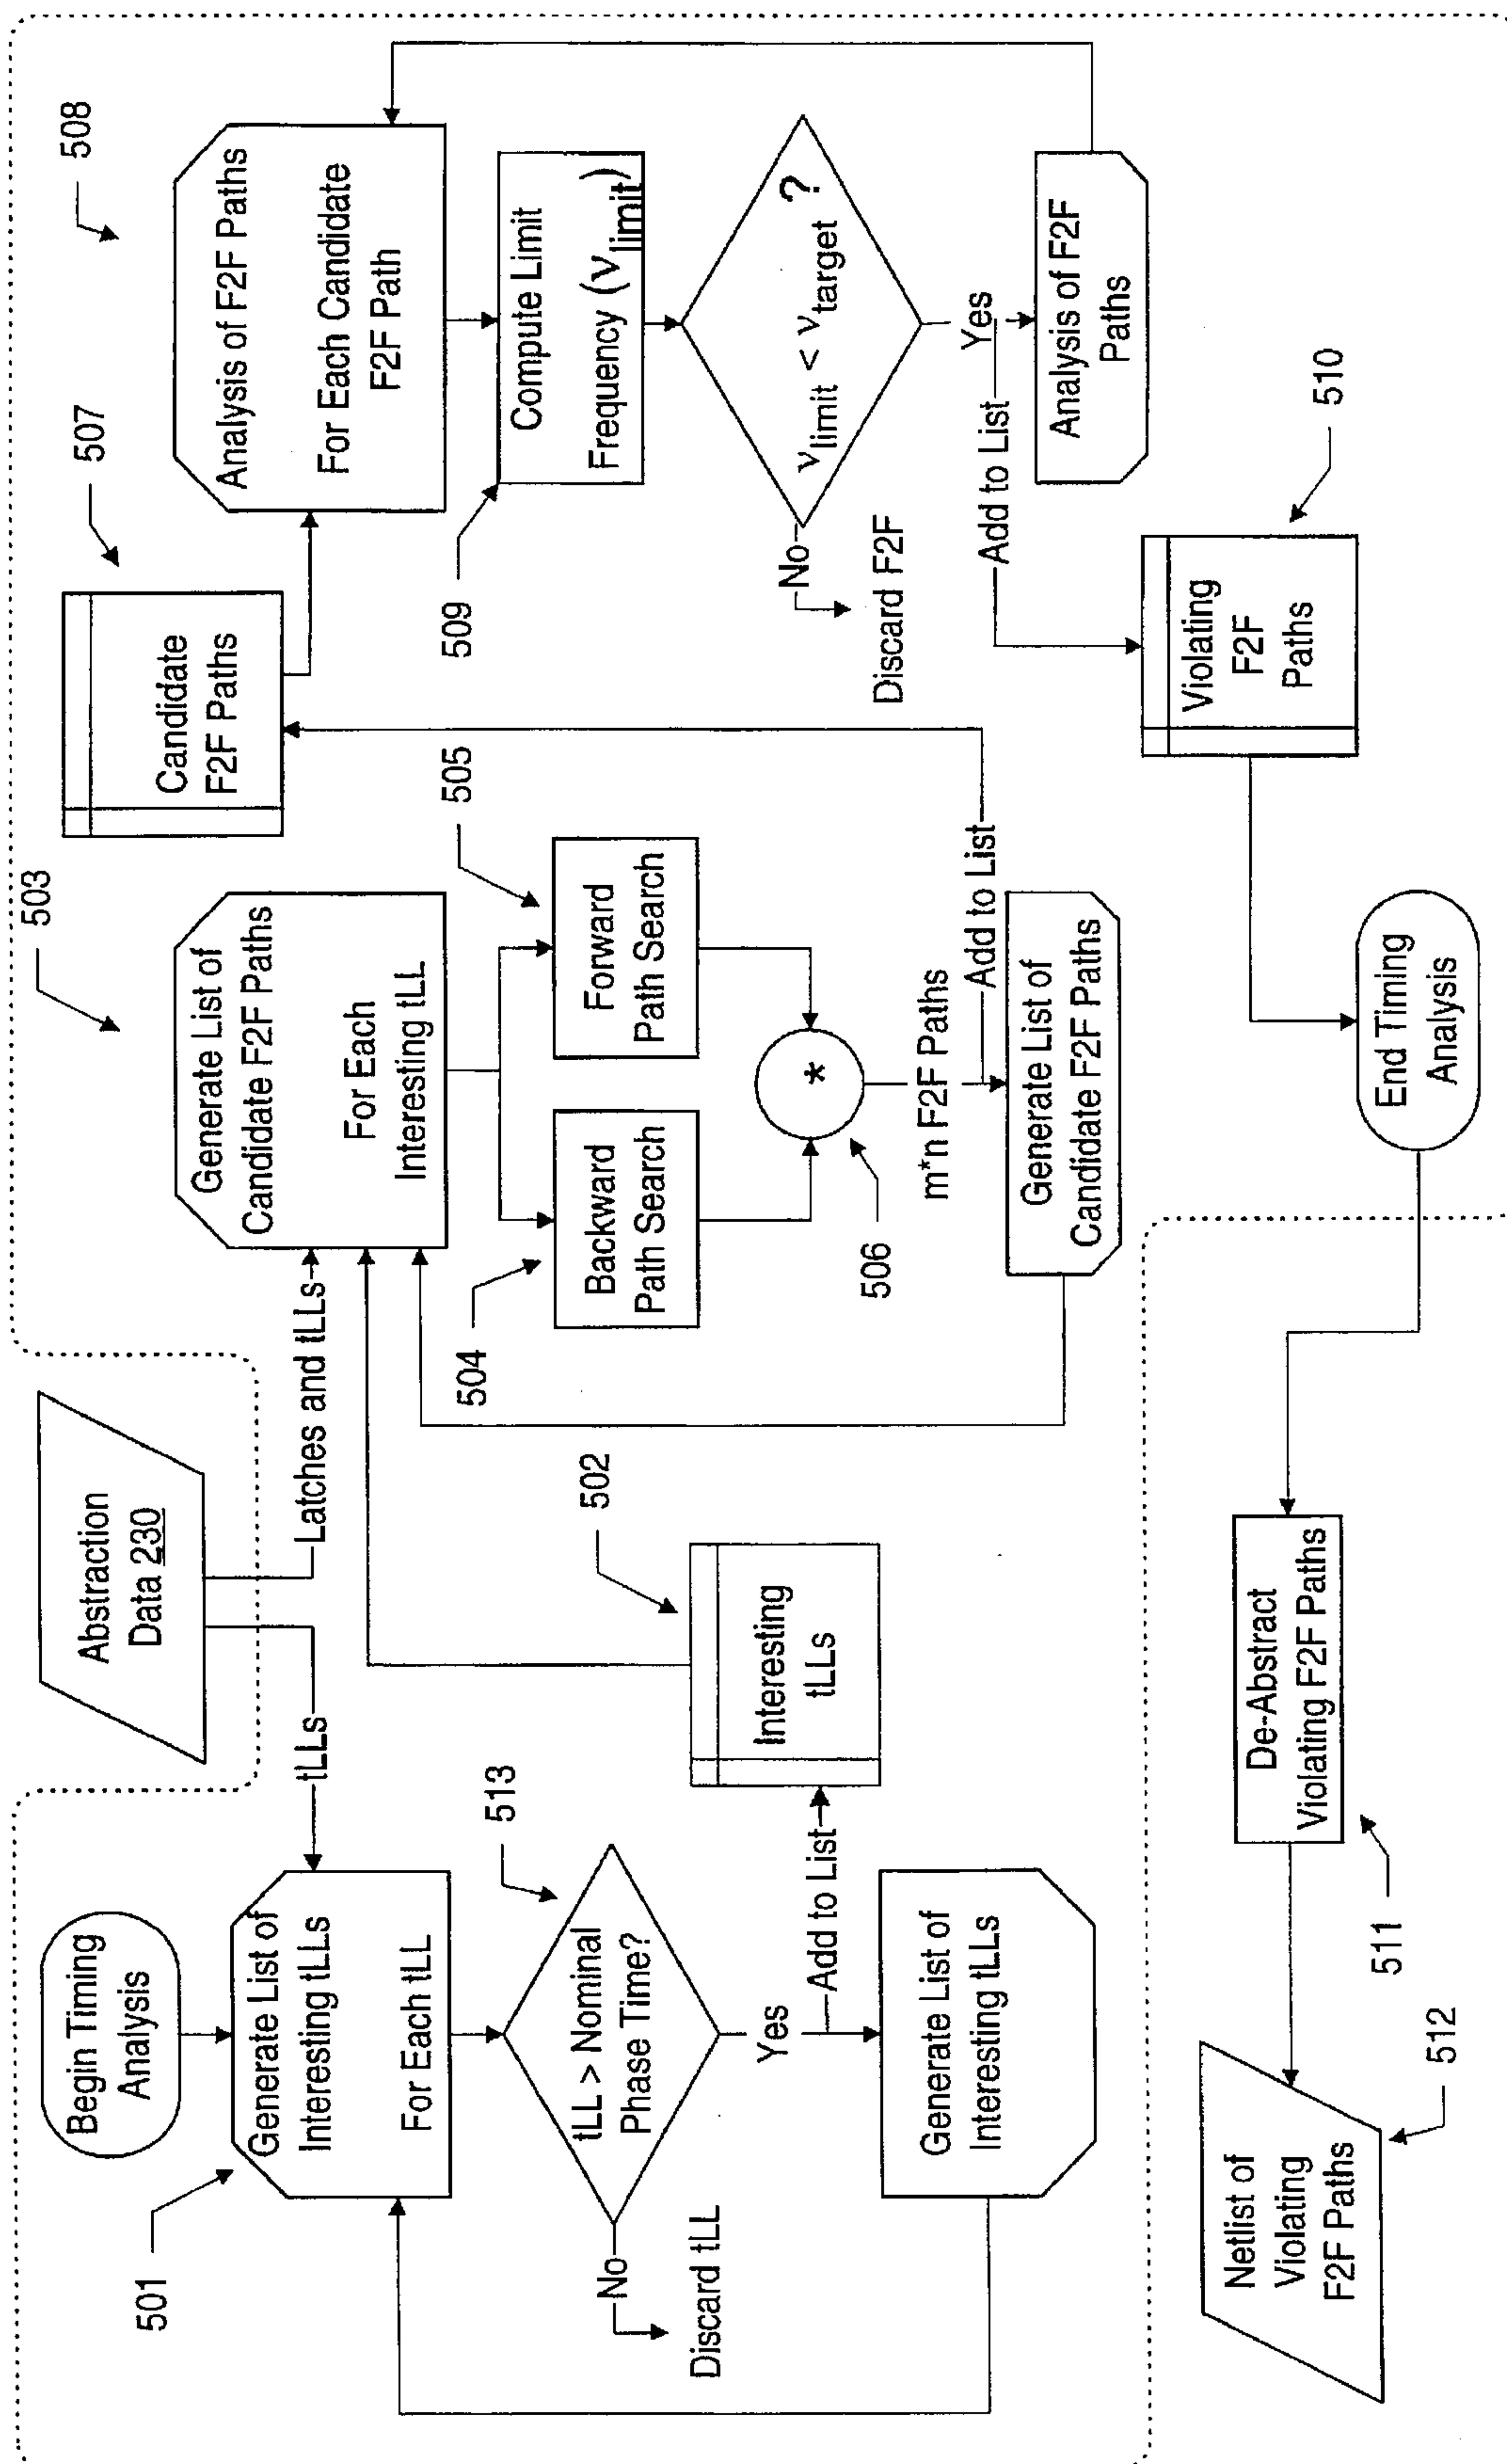 Begin Timing
Analysis
501
Generate List of
Interesting tLLs
For Each tLL
tLLs
513
tLL > Nominal
Phase Time?
No
Discard tLL
Yes
Add to List
Generate List of
Interesting tLLs
502
Interesting
tLLs
Abstraction
Data 230
Latches and tLLs
503
Generate List of
Candidate F2F Paths
For Each
Interesting tLL
504
Backward
Path Search
505
Forward
Path Search
*
506
m*n F2F Paths
Add to List
Generate List of
Candidate F2F Paths
507
Candidate
F2F Paths
508
Analysis of F2F Paths
For Each Candidate
F2F Path
509
Compute Limit
Frequency (νlimit)
νlimit < νtarget ?
No
Discard F2F
Yes
Add to List
Analysis of F2F
Paths
510
Violating
F2F
Paths
End Timing
Analysis
De-Abstract
Violating F2F Paths
511
Netlist of
Violating
F2F Paths
512